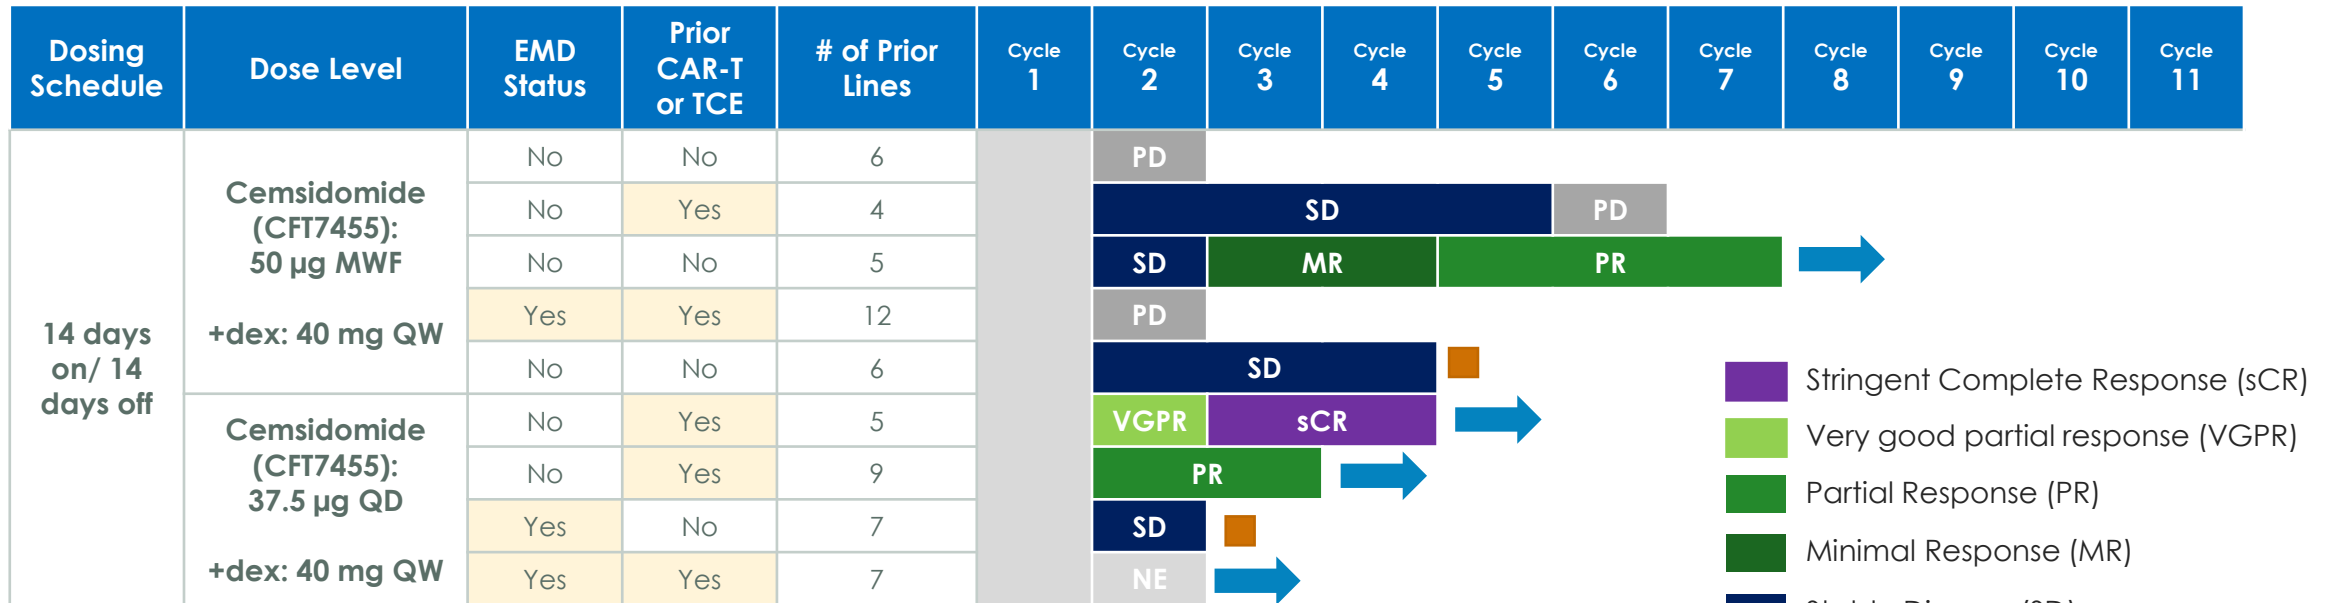 Dosing Schedule | Dose Level | EMD Status | Prior CAR-T or TCE | # of Prior Lines | Cycle 1 | Cycle 2 | Cycle 3 | Cycle 4 | Cycle 5 | Cycle 6 | Cycle 7 | Cycle 8 | Cycle 9 | Cycle 10 | Cycle 11
14 days
on/ 14
days off
Cemsidomide
(CFT7455):
50 µg MWF
+dex: 40 mg QW
No No 6 PD
No Yes 4 SD PD
No No 5 SD MR PR
Yes Yes 12 PD
No No 6 SD
Cemsidomide
(CFT7455):
37.5 µg QD
+dex: 40 mg QW
No Yes 5 VGPR sCR
No Yes 9 PR
Yes No 7 SD
Yes Yes 7 NE
Stringent Complete Response (sCR)
Very good partial response (VGPR)
Partial Response (PR)
Minimal Response (MR)